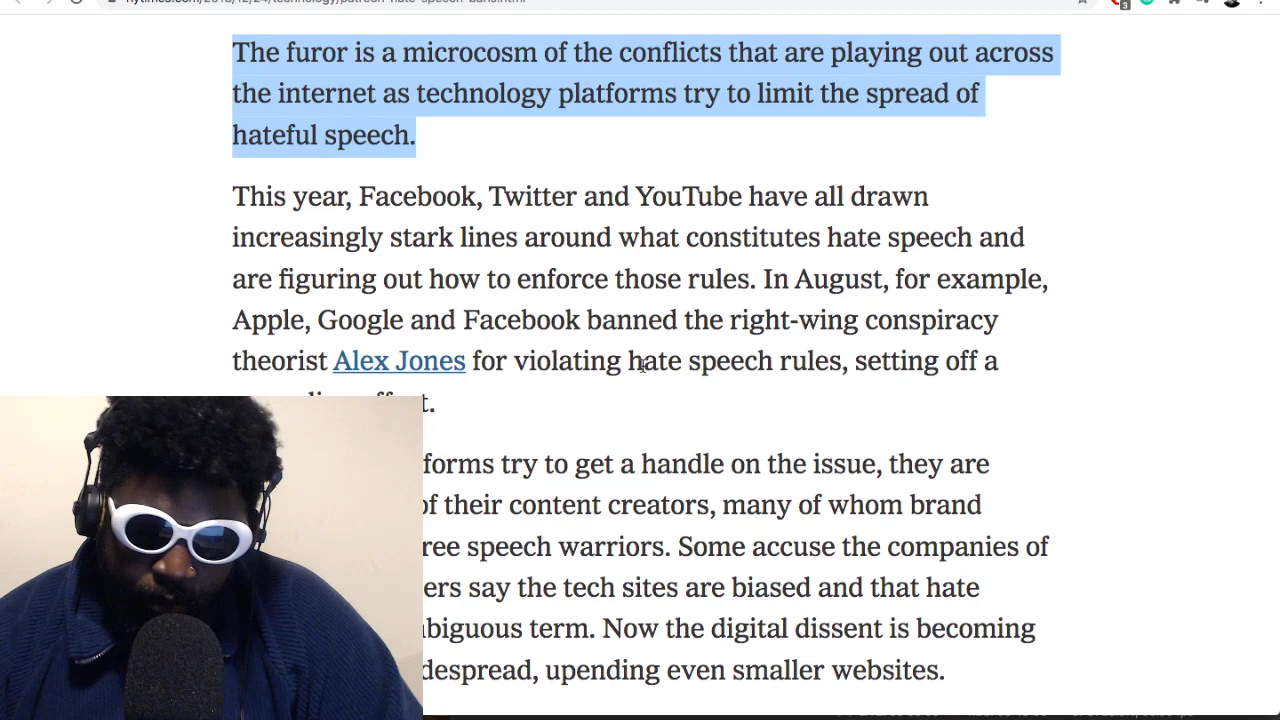 The furor is a microcosm of the conflicts that are playing out across
the internet as technology platforms try to limit the spread of
hateful speech.
This year, Facebook, Twitter and YouTube have all drawn
increasingly stark lines around what constitutes hate speech and
are figuring out how to enforce those rules. In August, for example,
Apple, Google and Facebook banned the right-wing conspiracy
theorist Alex Jones for violating hate speech rules, setting off a
try to get a handle on the issue, they are
of their content creators, many of whom brand
speech warriors. Some accuse the companies of
say the tech sites are biased and that hate
term. Now the digital dissent is becoming
upending even smaller websites.